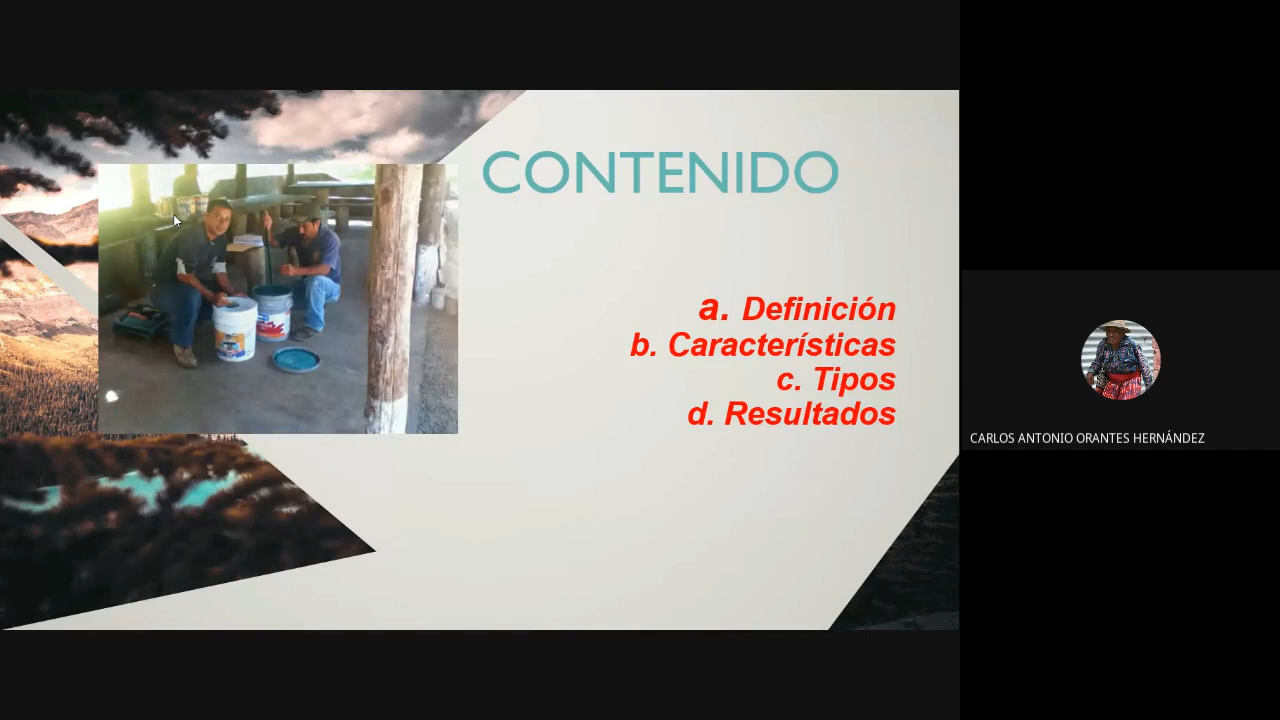 CONTENIDO
a. Definición
b. Características
c. Tipos
d. Resultados
CARLOS ANTONIO ORANTES HERNÁNDEZ